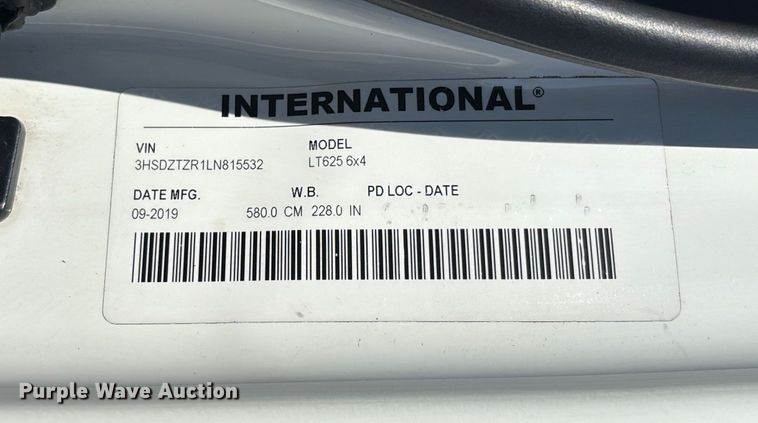 INTERNATIONAL®
VIN MODEL
3HSDZTZR1LN815532 LT625 6x4
DATE MFG. W.B. PD LOC - DATE
09-2019 580.0 CM 228.0 IN
Purple Wave Auction